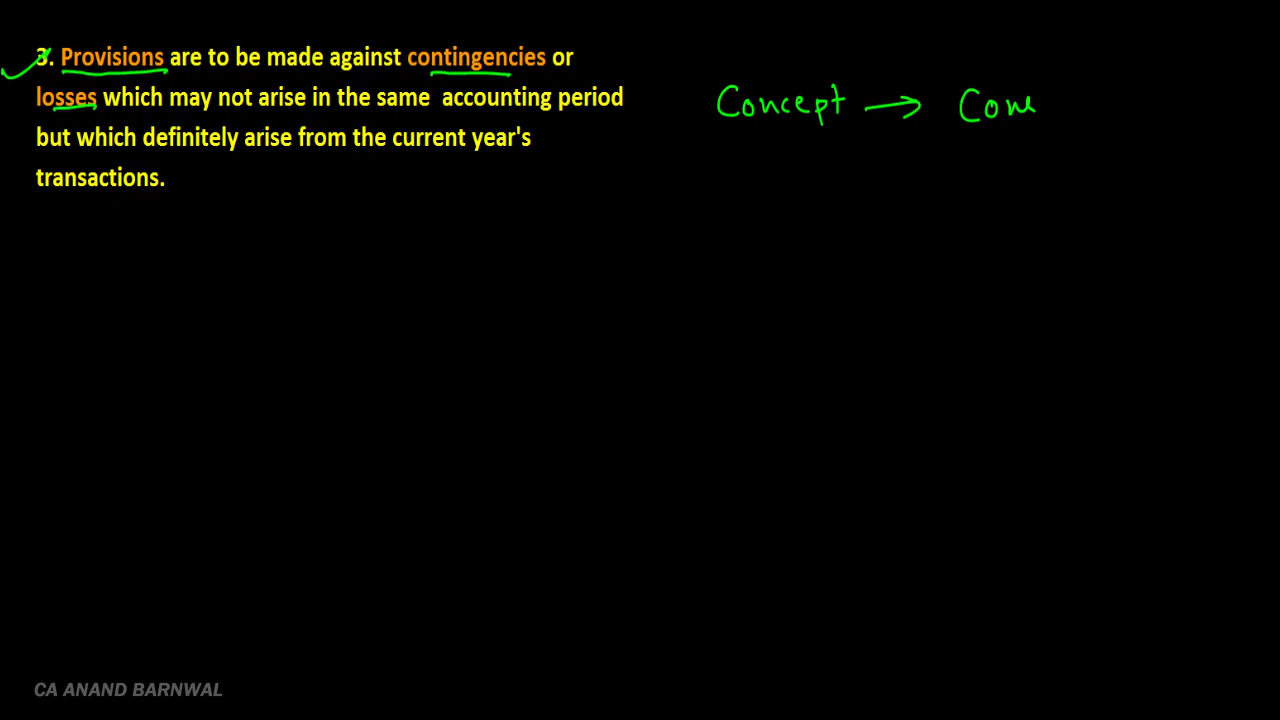 3. Provisions are to be made against contingencies or
losses which may not arise in the same accounting period
but which definitely arise from the current year's
transactions.
Concept → Con
CA ANAND BARNWAL